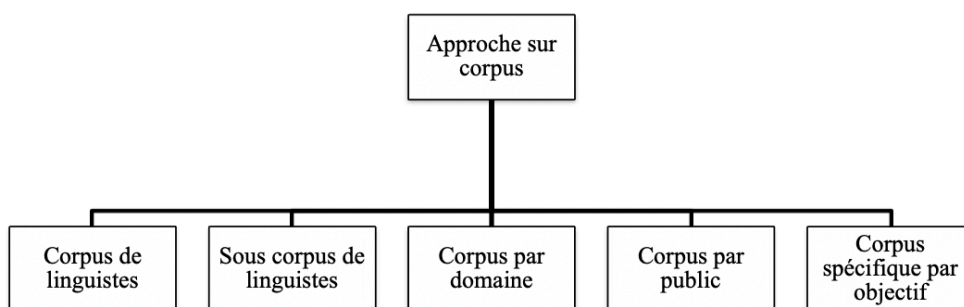 Approche sur
corpus
Corpus de
linguistes
Sous corpus de
linguistes
Corpus par
domaine
Corpus par
public
Corpus
spécifique par
objectif